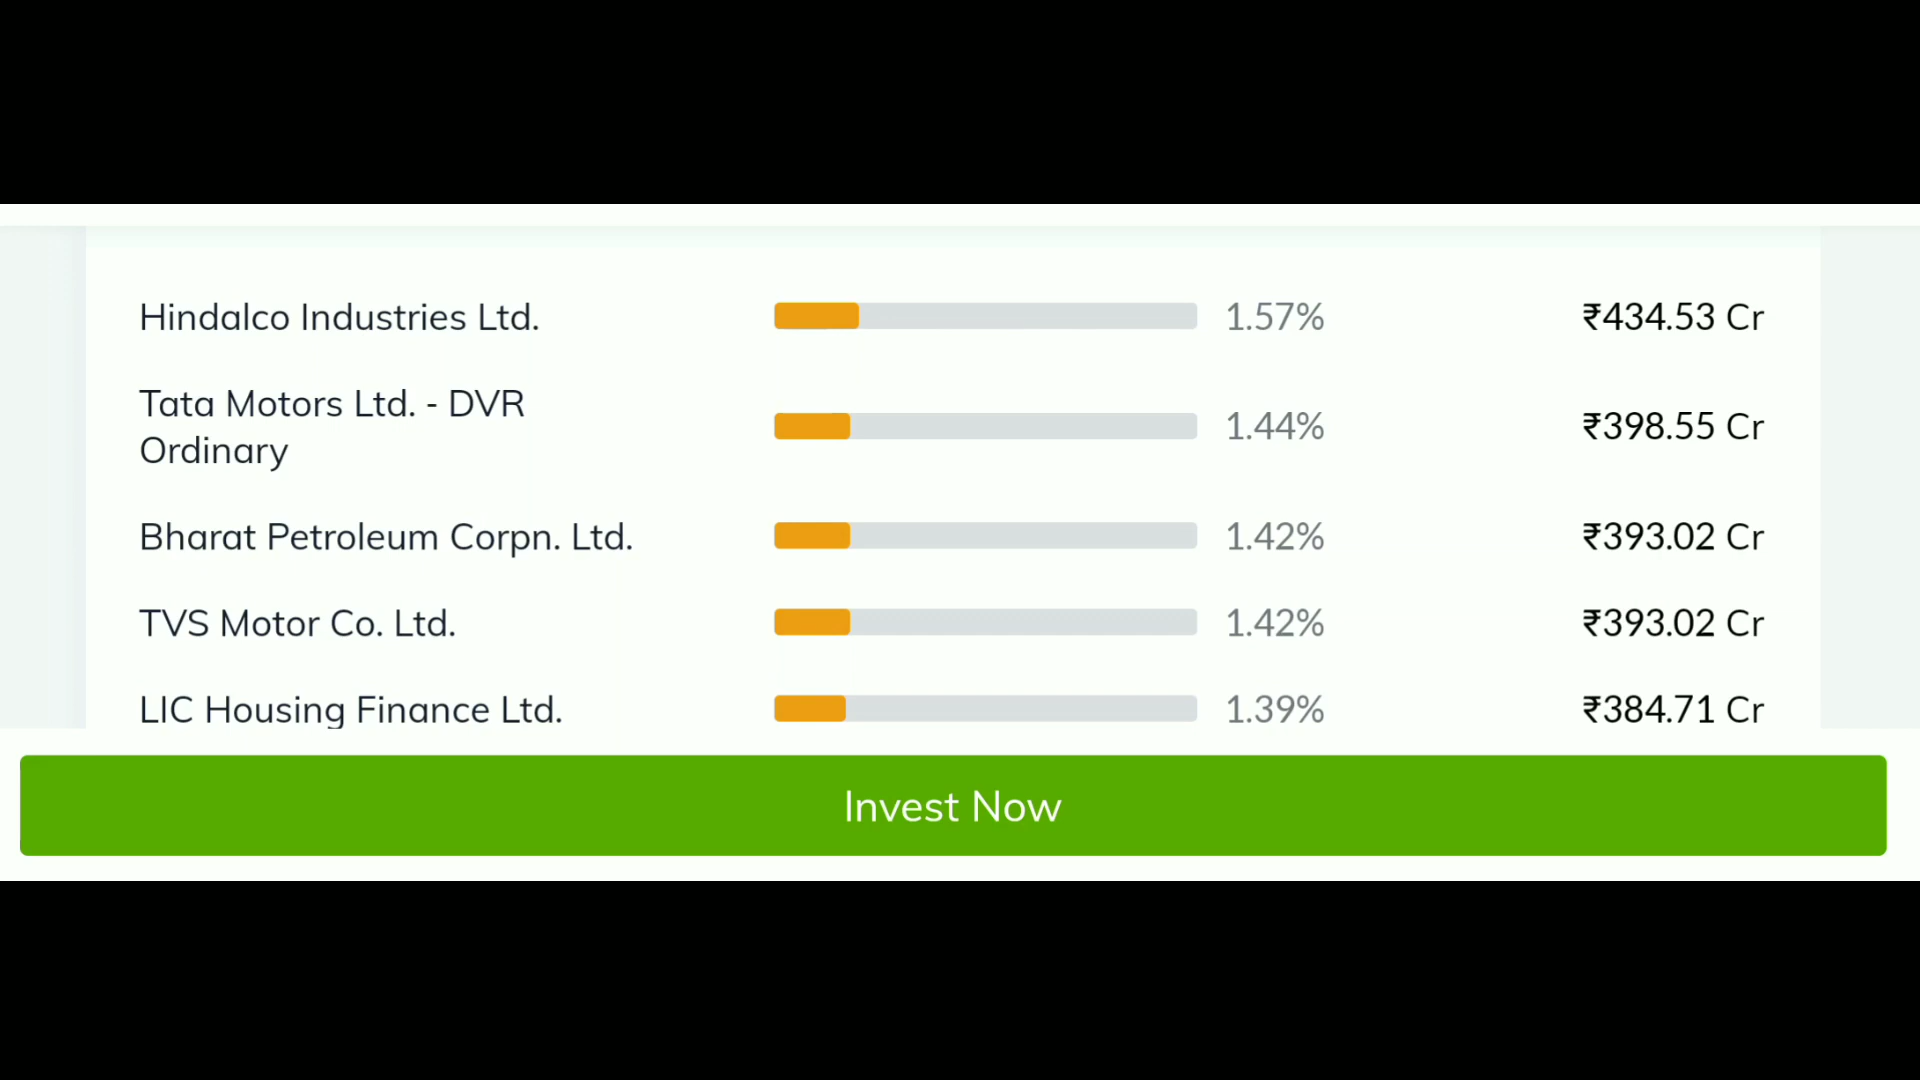 Hindalco Industries Ltd. 1.57% ₹434.53 Cr
Tata Motors Ltd. - DVR
Ordinary 1.44% ₹398.55 Cr
Bharat Petroleum Corpn. Ltd. 1.42% ₹393.02 Cr
TVS Motor Co. Ltd. 1.42% ₹393.02 Cr
LIC Housing Finance Ltd. 1.39% ₹384.71 Cr
Invest Now